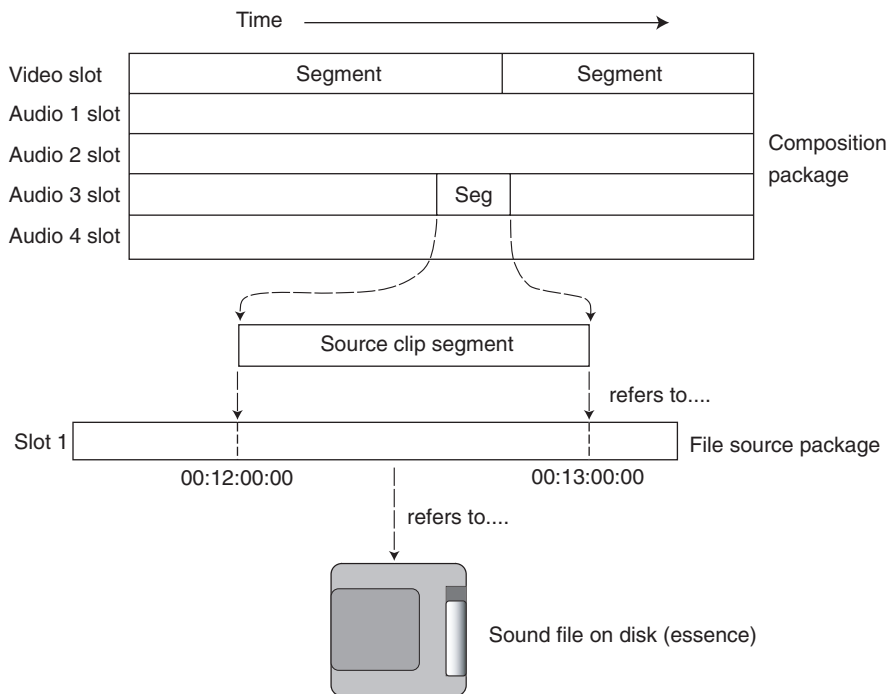 Time
Video slot
Segment
Segment
Audio 1 slot
Audio 2 slot
Composition
package
Audio 3 slot
Seg
Audio 4 slot
Source clip segment
refers to....
Slot 1
File source package
00:12:00:00
00:13:00:00
refers to....
Sound file on disk (essence)